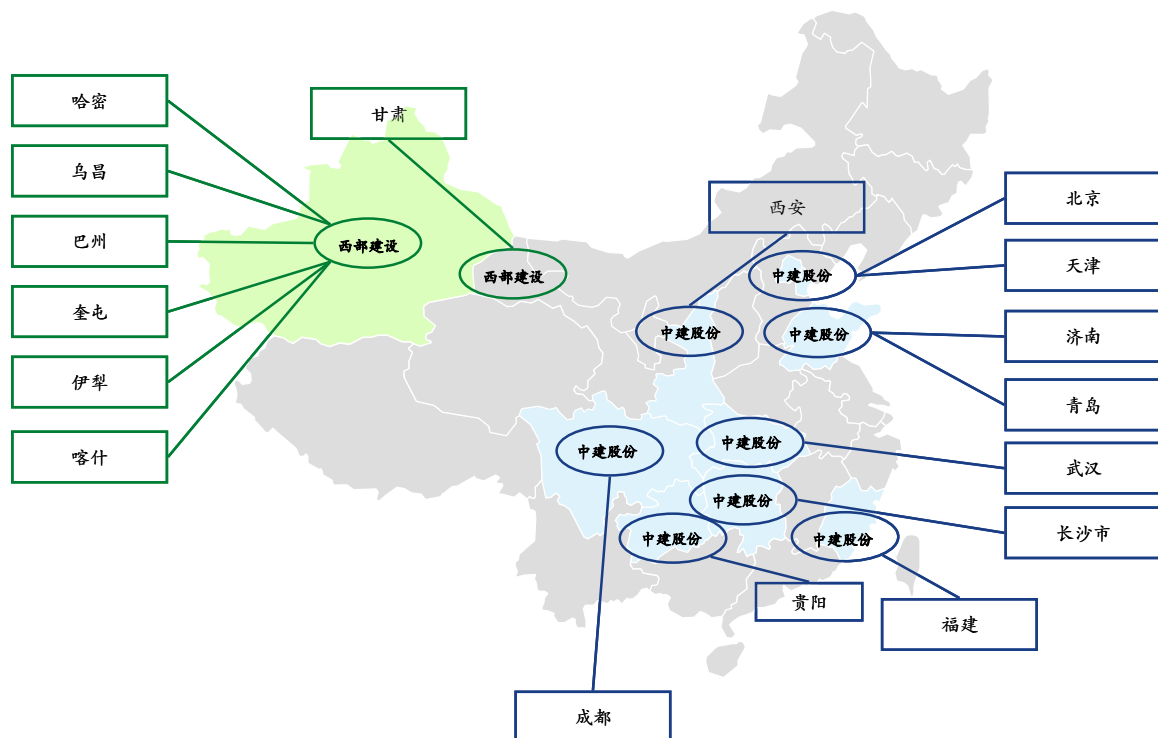 哈密
乌昌
巴州
奎屯
伊犁
喀什
甘肃
西部建设
西部建设
西安
北京
天津
济南
青岛
武汉
长沙市
中建股份
中建股份
中建股份
中建股份
中建股份
中建股份
中建股份
中建股份
贵阳
福建
成都